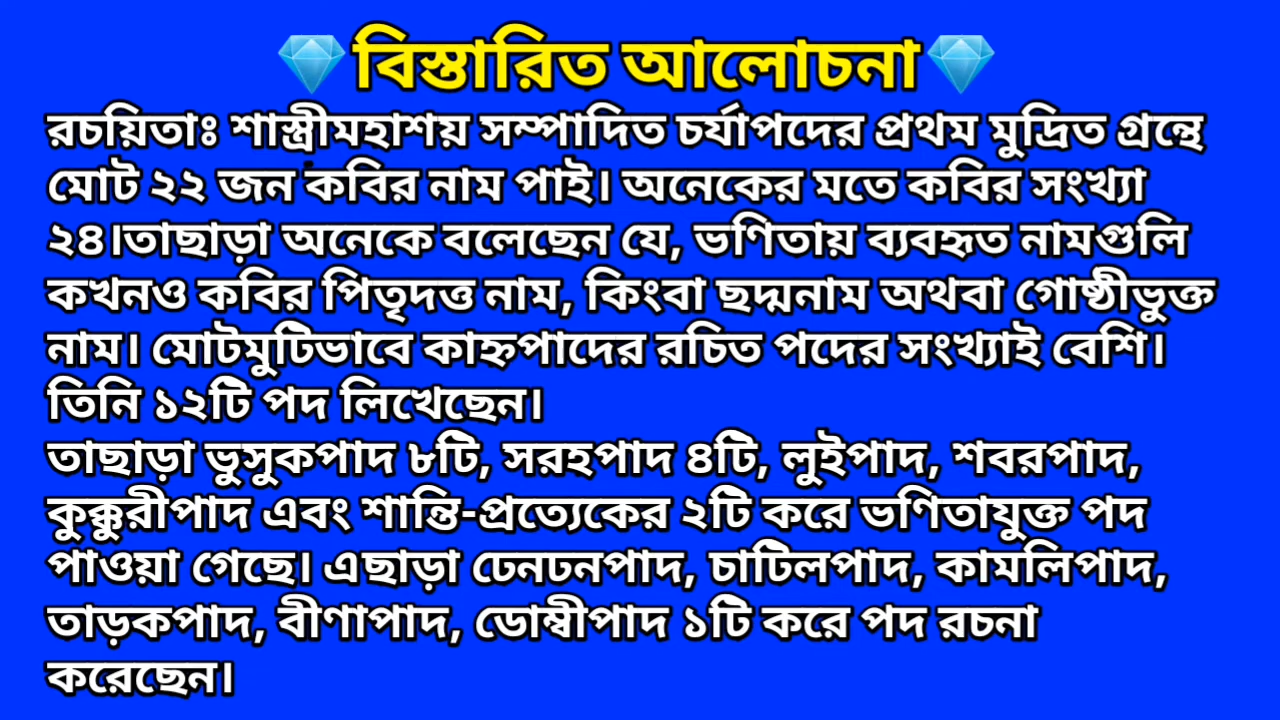 💎বিস্তারিত আলোচনা💎
রচয়িতাঃ শাস্ত্রীমহাশয় সম্পাদিত চর্যাপদের প্রথম মুদ্রিত গ্রন্থে
মোট ২২ জন কবির নাম পাই। অনেকের মতে কবির সংখ্যা
২৪।তাছাড়া অনেকে বলেছেন যে, ভণিতায় ব্যবহৃত নামগুলি
কখনও কবির পিতৃদত্ত নাম, কিংবা ছদ্মনাম অথবা গোষ্ঠীভুক্ত
নাম। মোটমুটিভাবে কাহ্নপাদের রচিত পদের সংখ্যাই বেশি।
তিনি ১২টি পদ লিখেছেন।
তাছাড়া ভুসুকপাদ ৮টি, সরহপাদ ৪টি, লুইপাদ, শবরপাদ,
কুক্কুরীপাদ এবং শান্তি-প্রত্যেকের ২টি করে ভণিতাযুক্ত পদ
পাওয়া গেছে। এছাড়া ঢেনঢনপাদ, চাটিলপাদ, কামলিপাদ,
তাড়কপাদ, বীণাপাদ, ডোম্বীপাদ ১টি করে পদ রচনা
করেছেন।